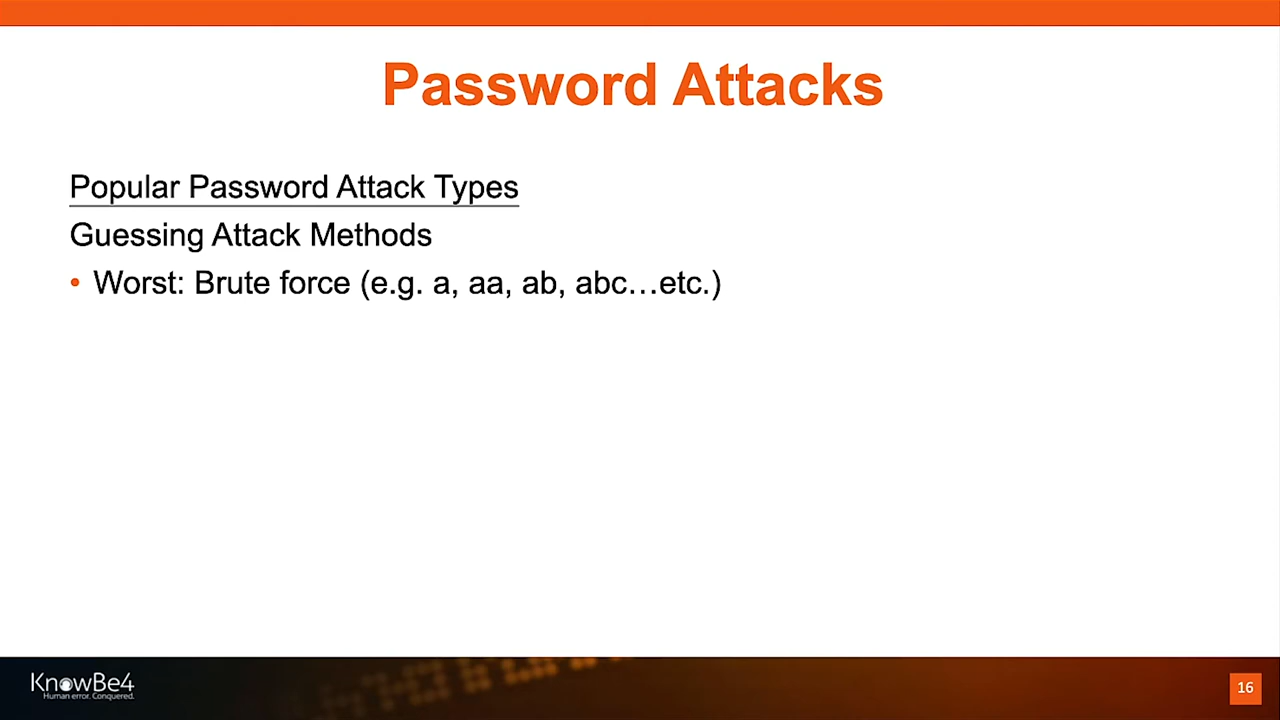 Password Attacks
Popular Password Attack Types
Guessing Attack Methods
• Worst: Brute force (e.g. a, aa, ab, abc…etc.)
KnowBe4
Human error. Conquered.
16